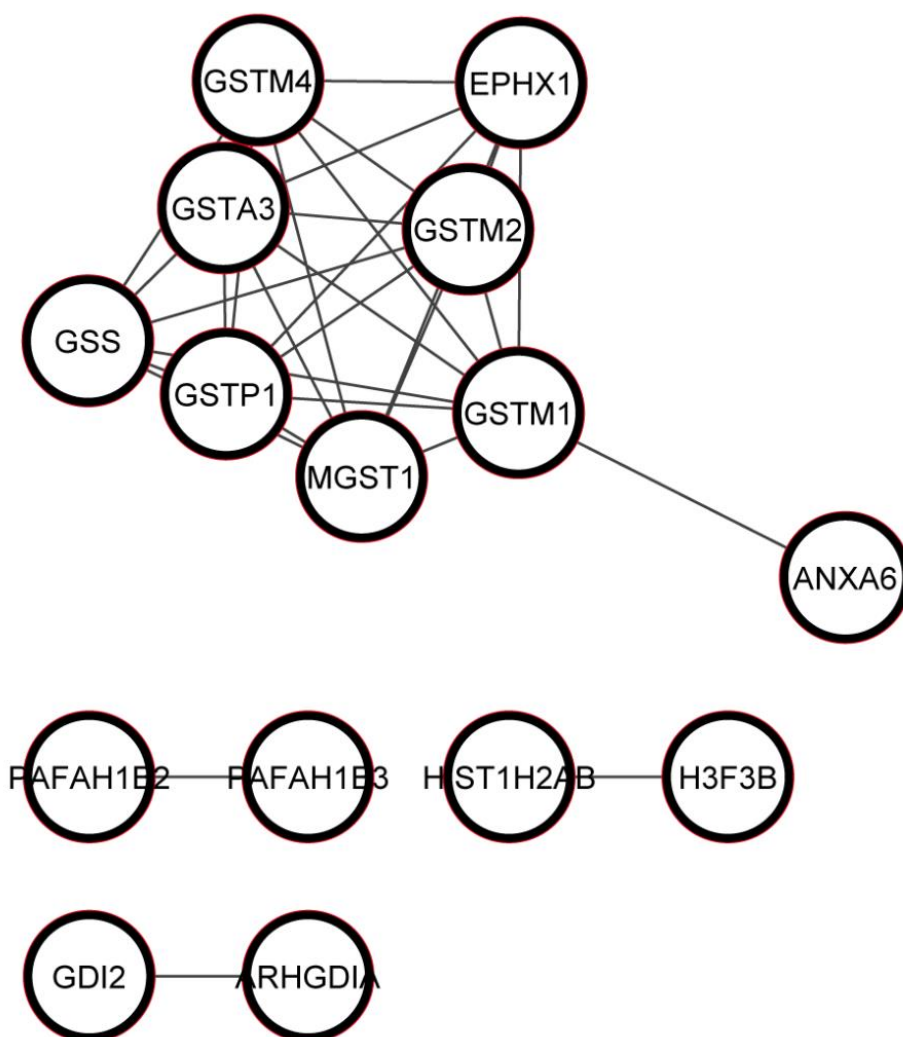 GSTM4
EPHX1
GSTA3
GSTM2
GSS
GSTP1
GSTM1
MGST1
ANXA6
PAFAH1B2
PAFAH1B3
HIST1H2AB
H3F3B
GDI2
ARHGDIA